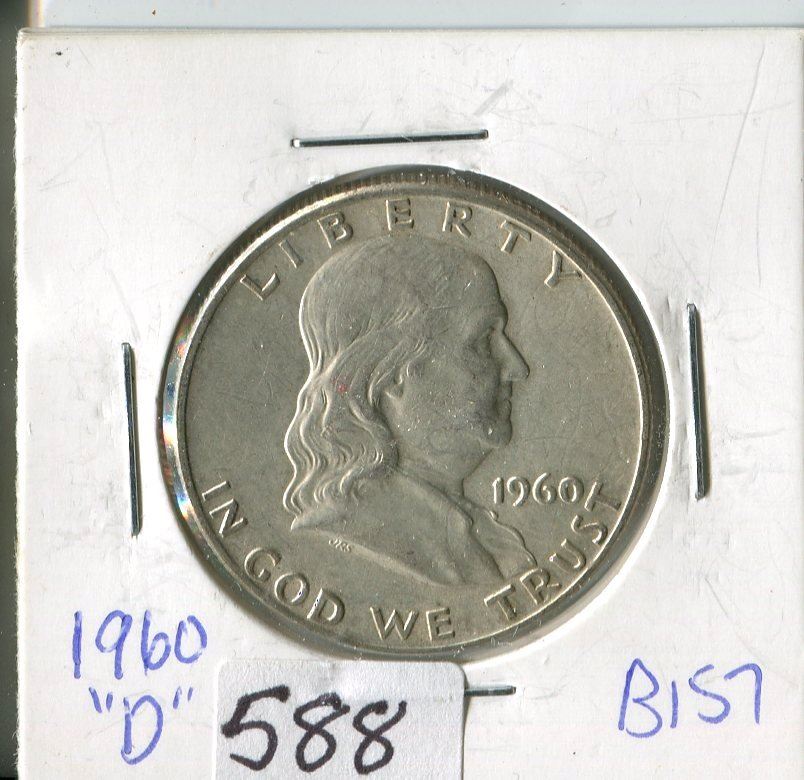 LIBERTY
1960
IN GOD WE TRUST
JRS
1960
"D"
588
B157